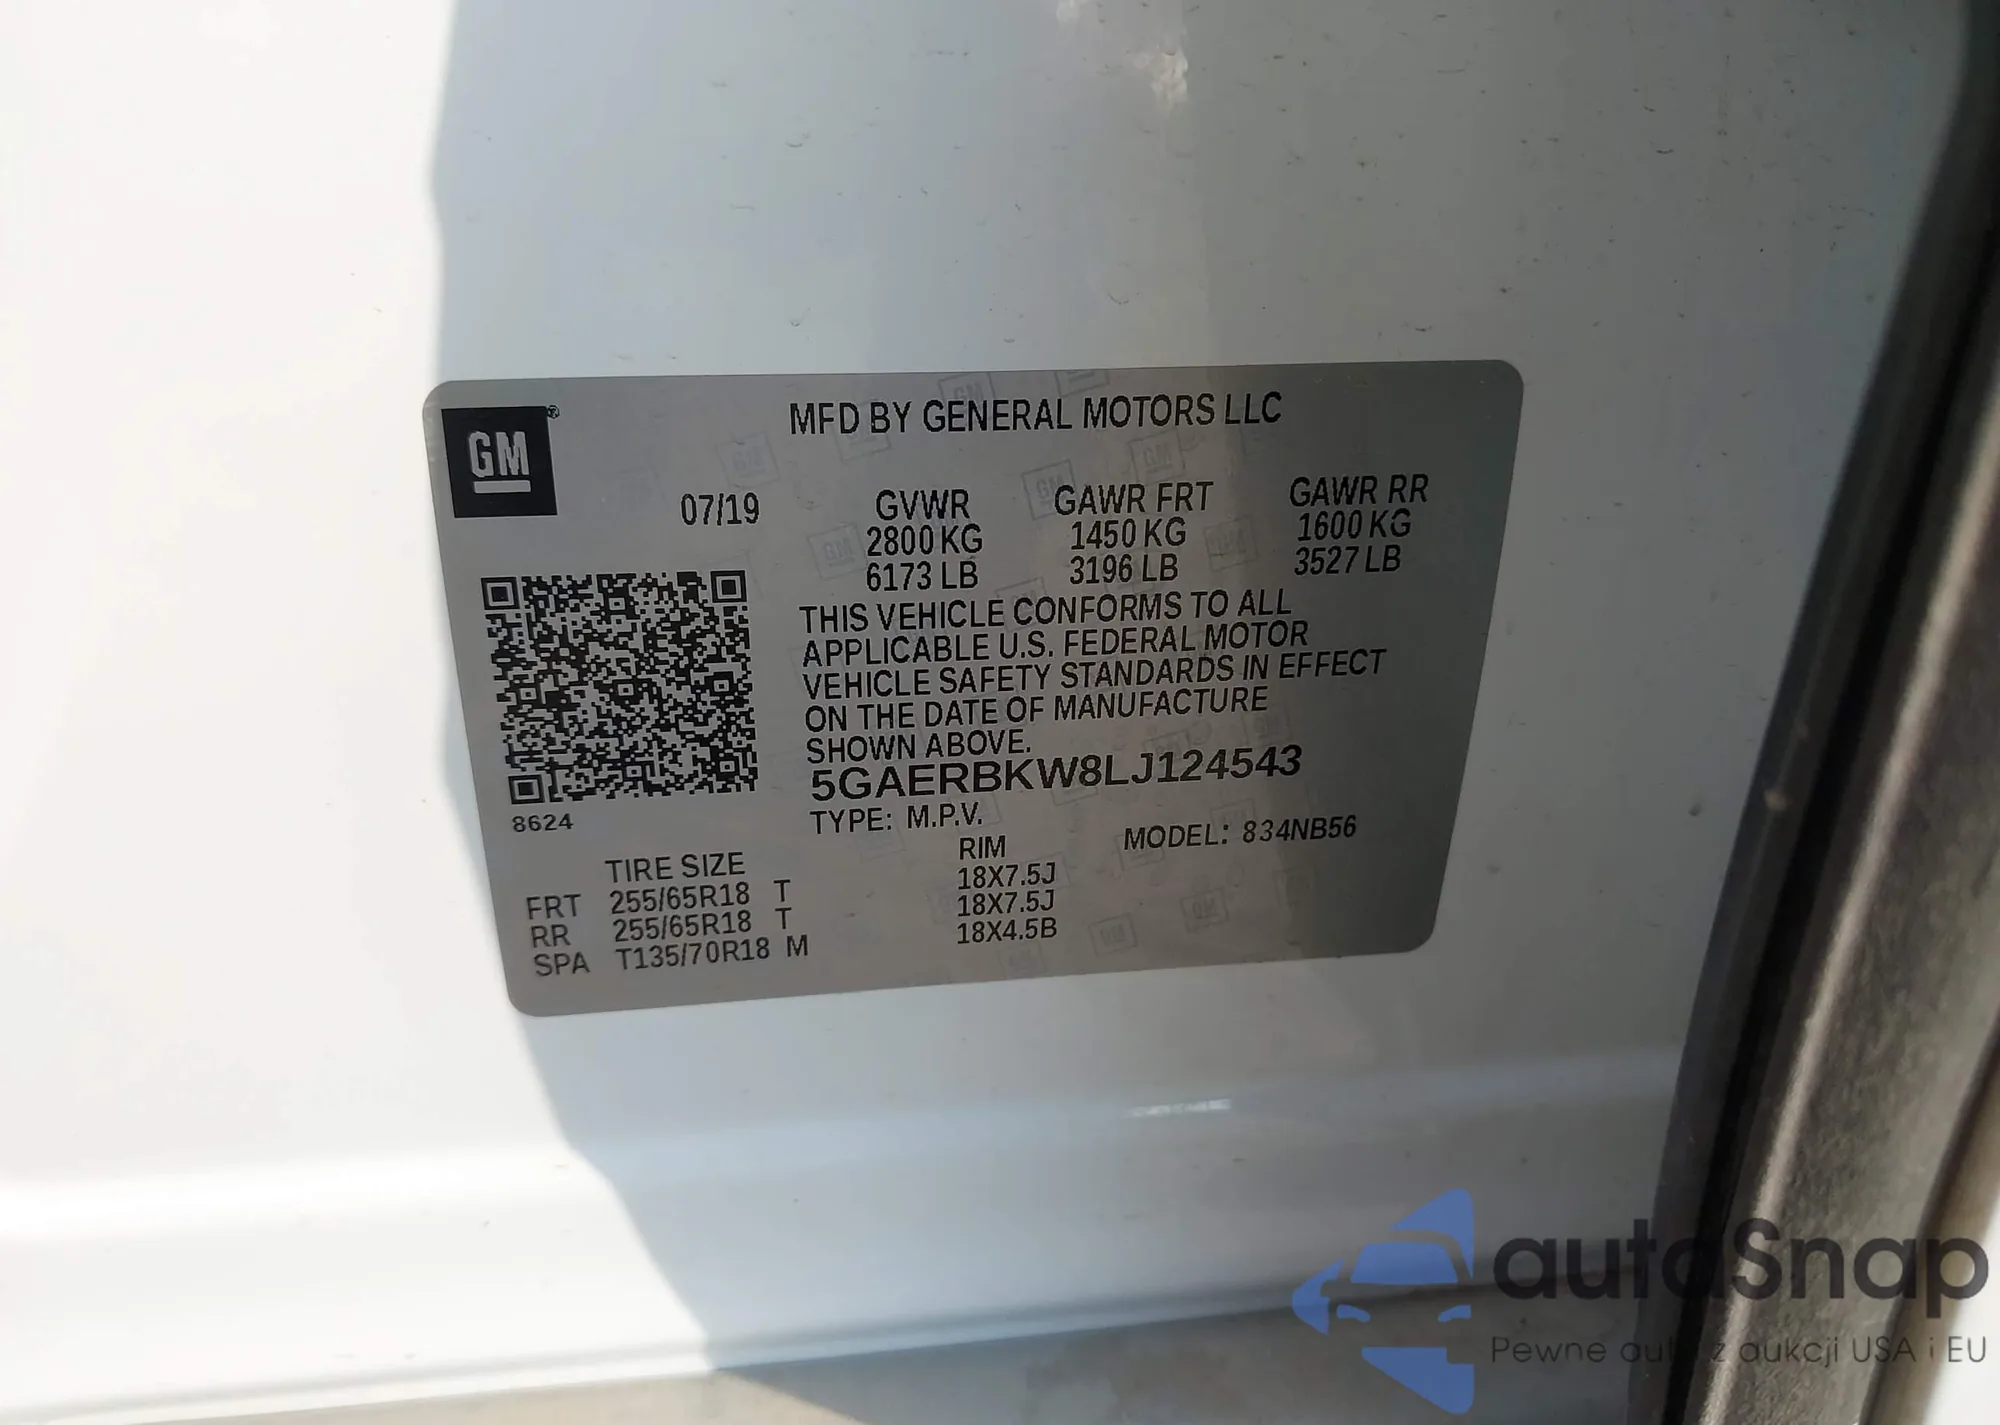 GM®
MFD BY GENERAL MOTORS LLC
07/19 GVWR GAWR FRT GAWR RR
2800 KG 1450 KG 1600 KG
6173 LB 3196 LB 3527 LB
THIS VEHICLE CONFORMS TO ALL
APPLICABLE U.S. FEDERAL MOTOR
VEHICLE SAFETY STANDARDS IN EFFECT
ON THE DATE OF MANUFACTURE
SHOWN ABOVE.
5GAERBKW8LJ124543
8624
TYPE: M.P.V. MODEL: 834NB56
TIRE SIZE RIM
FRT 255/65R18 T 18X7.5J
RR 255/65R18 T 18X7.5J
SPA T135/70R18 M 18X4.5B
autoSnap
Pewne auta z aukcji USA i EU